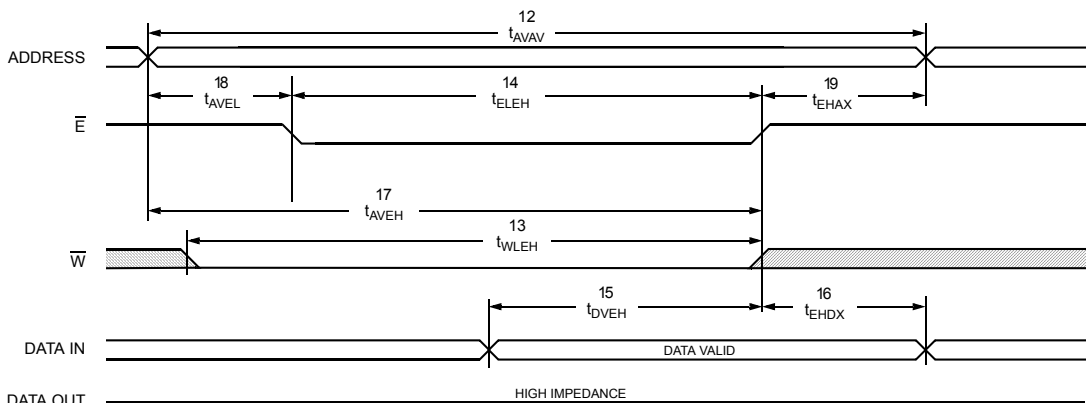 12
tAVAV
ADDRESS
18
tAVEL
14
tELEH
19
tEHAX
E
17
tAVEH
13
tWLEH
W
15
tDVEH
16
tEHDX
DATA IN
DATA VALID
DATA OUT
HIGH IMPEDANCE